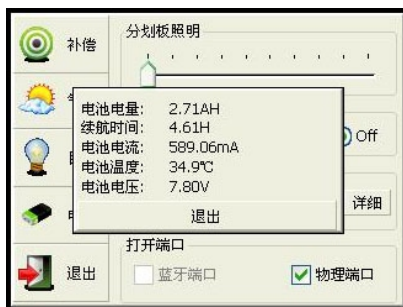 补偿
分划板照明
电池电量: 2.71AH
续航时间: 4.61H
电池电流: 589.06mA
电池温度: 34.9℃
电池电压: 7.80V
退出
Off
详细
打开端口
蓝牙端口
物理端口
退出